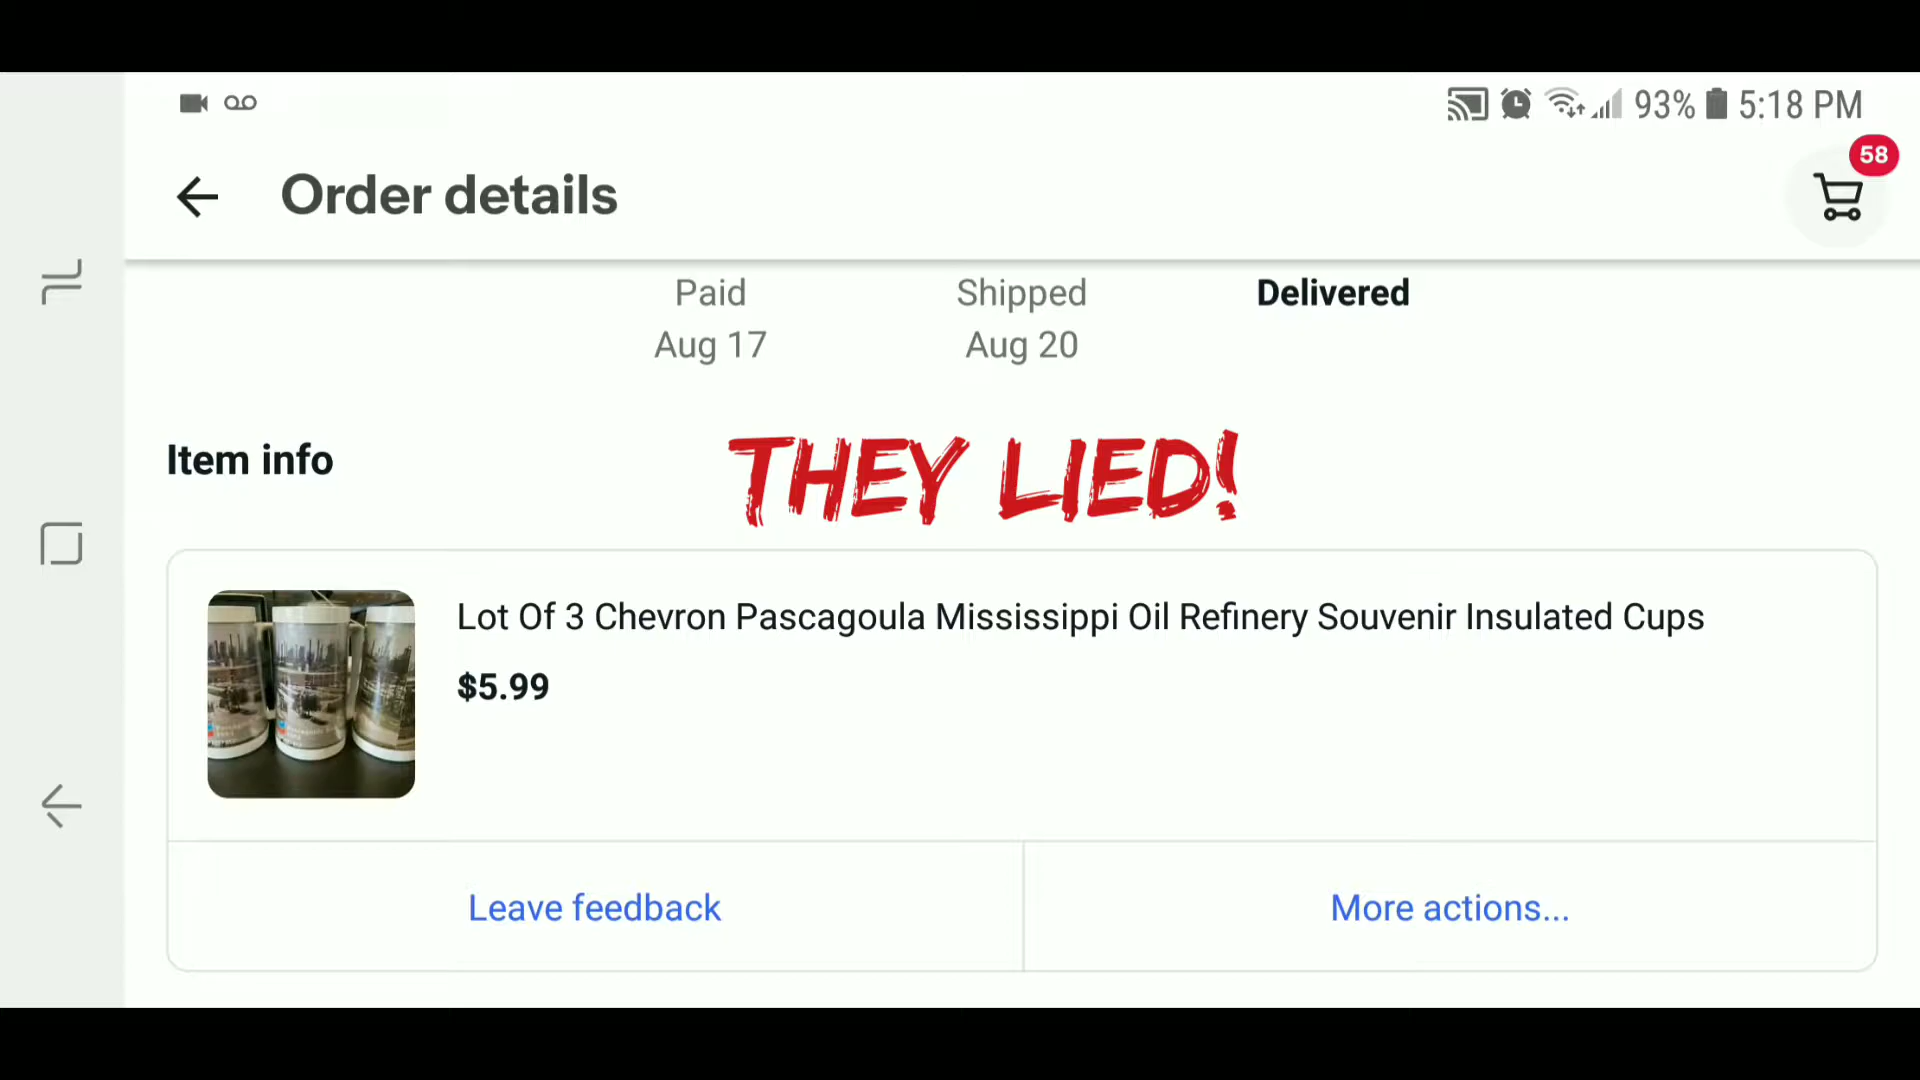 93% 5:18 PM
58
Order details
Paid Shipped Delivered
Aug 17 Aug 20
Item info
THEY LIED!
Lot Of 3 Chevron Pascagoula Mississippi Oil Refinery Souvenir Insulated Cups
$5.99
Leave feedback More actions...